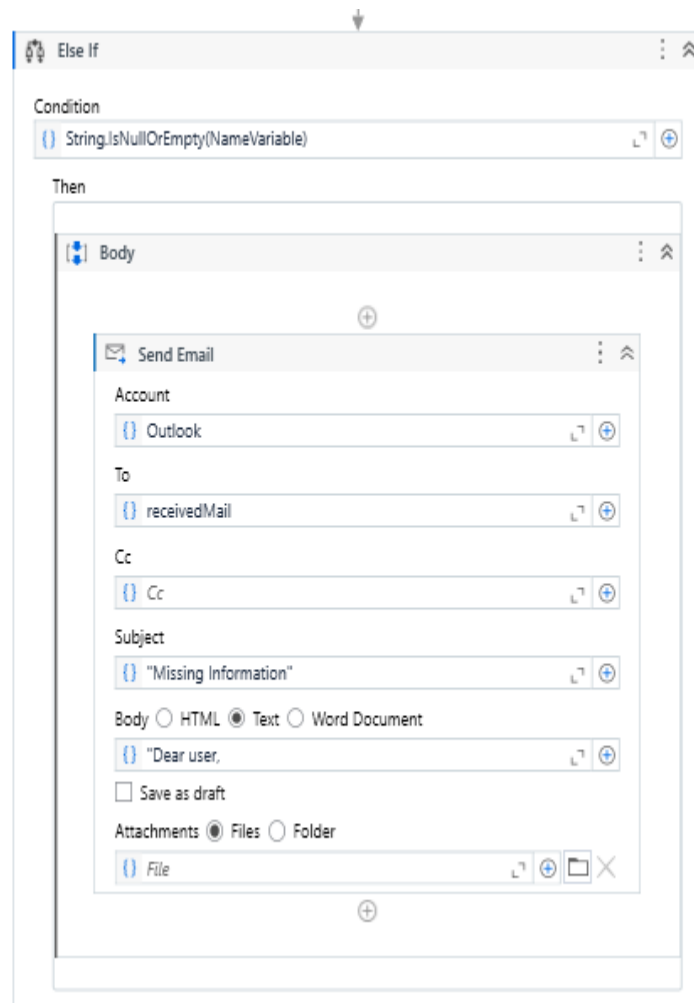 Else If
Condition
{} String.IsNullOrEmpty(NameVariable)
Then
Body
Send Email
Account
{} Outlook
To
{} receivedMail
Cc
{} Cc
Subject
{} "Missing Information"
Body HTML Text Word Document
{} "Dear user,
Save as draft
Attachments Files Folder
{} File